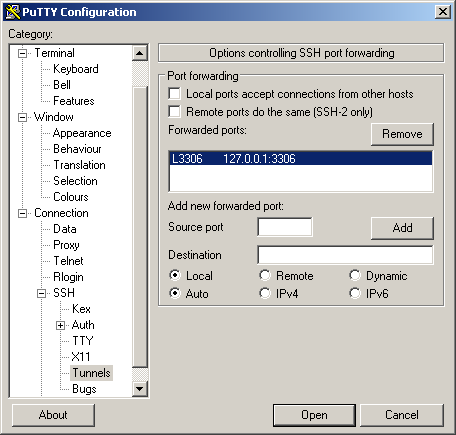 PuTTY Configuration
Category:
Terminal
Keyboard
Bell
Features
Window
Appearance
Behaviour
Translation
Selection
Colours
Connection
Data
Proxy
Telnet
Rlogin
SSH
Kex
Auth
TTY
X11
Tunnels
Bugs
Options controlling SSH port forwarding
Port forwarding
Local ports accept connections from other hosts
Remote ports do the same (SSH-2 only)
Forwarded ports:
Remove
L3306 127.0.0.1:3306
Add new forwarded port:
Source port
Add
Destination
Local Remote Dynamic
Auto IPv4 IPv6
About
Open
Cancel